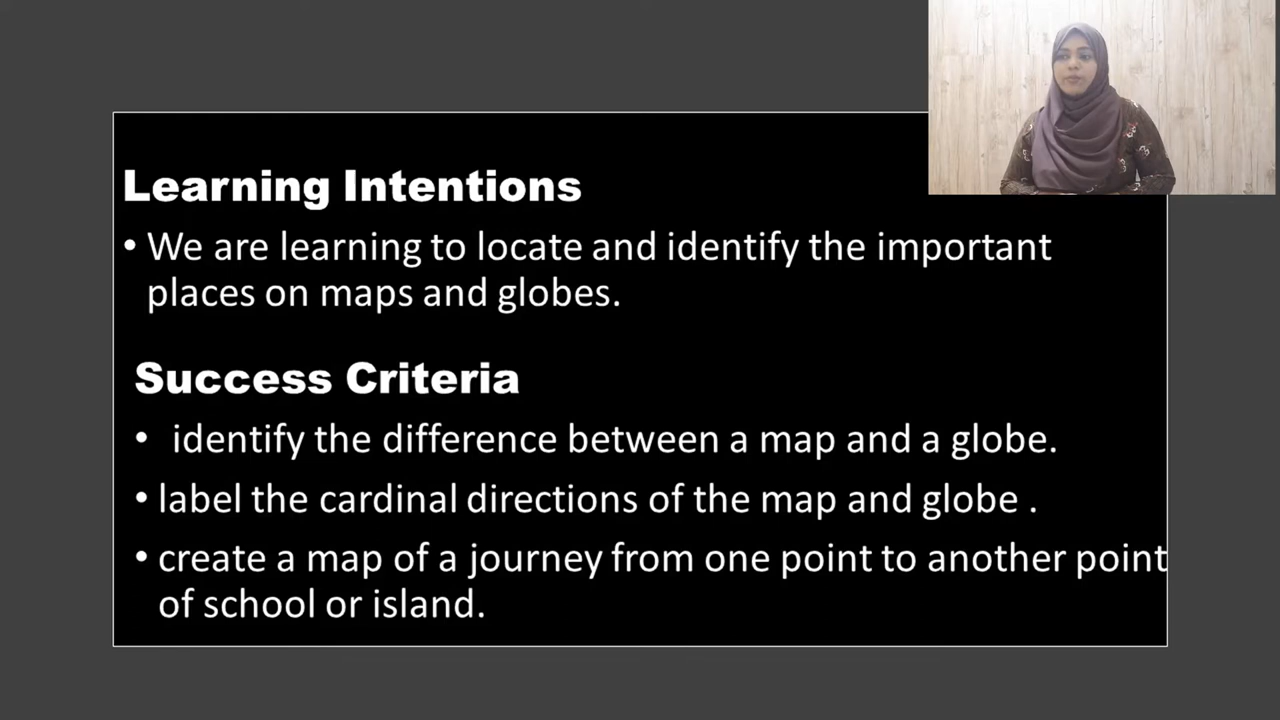 Learning Intentions
• We are learning to locate and identify the important
places on maps and globes.
Success Criteria
• identify the difference between a map and a globe.
• label the cardinal directions of the map and globe .
• create a map of a journey from one point to another point
of school or island.